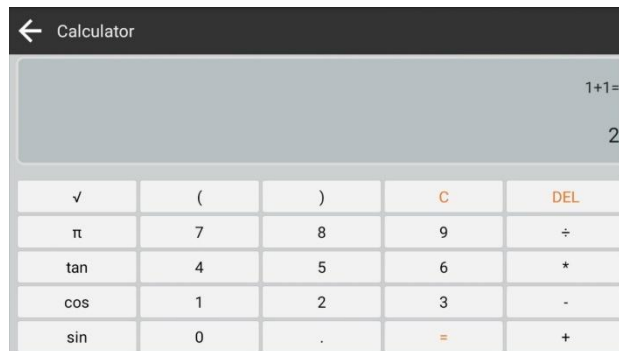 Calculator
1+1=
2
√ ( ) C DEL
π 7 8 9 ÷
tan 4 5 6 *
cos 1 2 3 -
sin 0 . = +